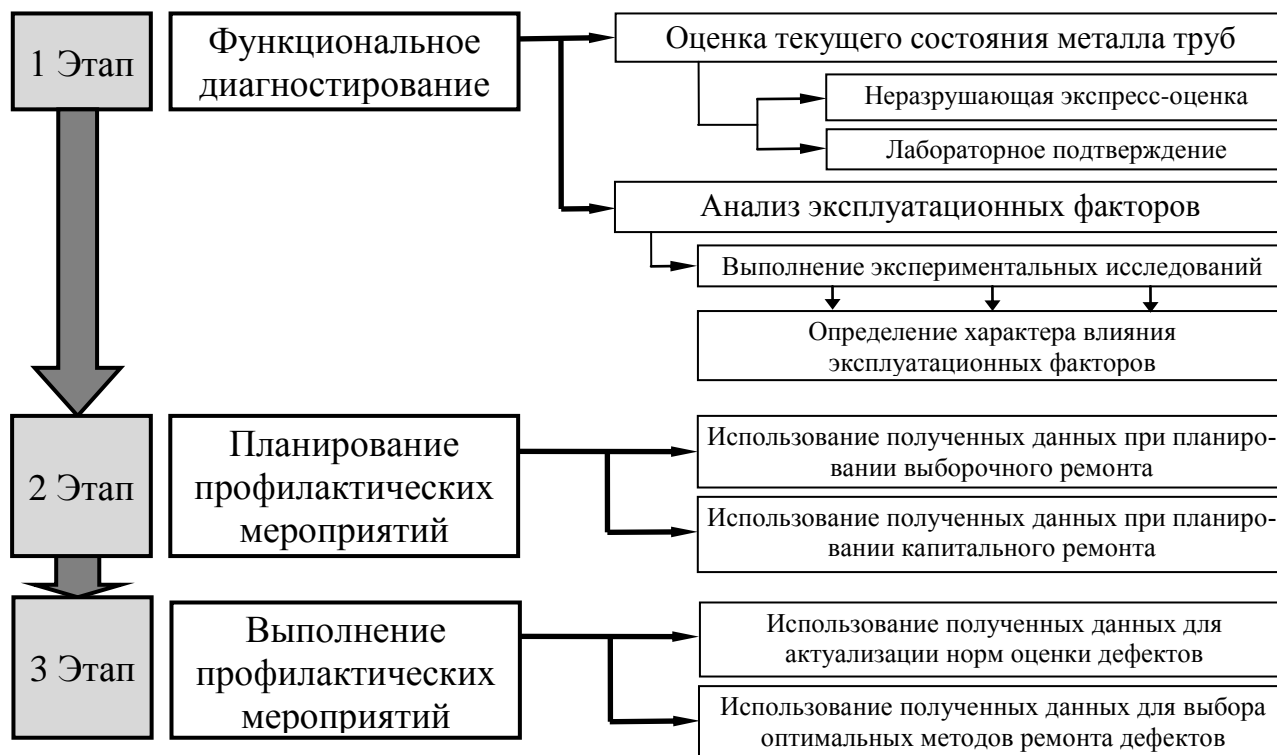 1 Этап
Функциональное
диагностирование
Оценка текущего состояния металла труб
Неразрушающая экспресс-оценка
Лабораторное подтверждение
Анализ эксплуатационных факторов
Выполнение экспериментальных исследований
Определение характера влияния
эксплуатационных факторов
2 Этап
Планирование
профилактических
мероприятий
Использование полученных данных при планиро-
вании выборочного ремонта
Использование полученных данных при планиро-
вании капитального ремонта
3 Этап
Выполнение
профилактических
мероприятий
Использование полученных данных для
актуализации норм оценки дефектов
Использование полученных данных для выбора
оптимальных методов ремонта дефектов